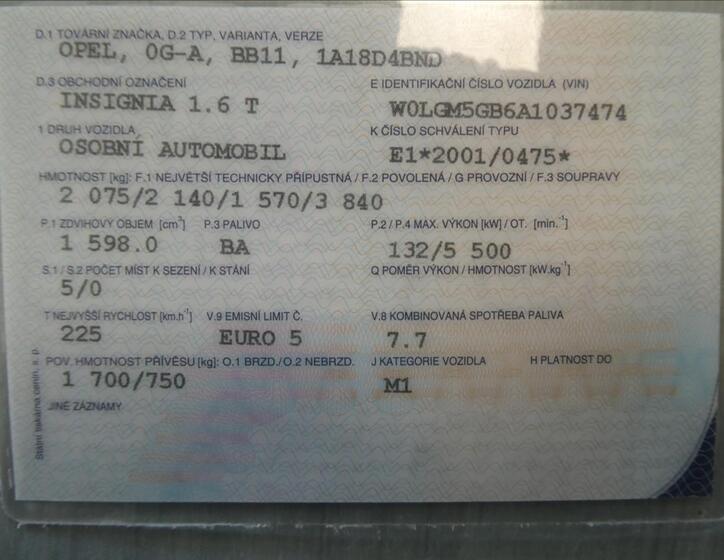 D.1 TOVÁRNÍ ZNAČKA, D.2 TYP, VARIANTA, VERZE
OPEL, 0G-A, BB11, 1A18D4BND
D.3 OBCHODNÍ OZNAČENÍ E IDENTIFIKAČNÍ ČÍSLO VOZIDLA (VIN)
INSIGNIA 1.6 T W0LGM5GB6A1037474
1 DRUH VOZIDLA K ČÍSLO SCHVÁLENÍ TYPU
OSOBNÍ AUTOMOBIL E1*2001/0475*
HMOTNOST [kg]: F.1 NEJVĚTŠÍ TECHNICKY PŘÍPUSTNÁ / F.2 POVOLENÁ / G PROVOZNÍ / F.3 SOUPRAVY
2 075/2 140/1 570/3 840
P.1 ZDVIHOVÝ OBJEM [cm³] P.3 PALIVO P.2 / P.4 MAX. VÝKON [kW] / OT. [min.⁻¹]
1 598.0 BA 132/5 500
S.1 / S.2 POČET MÍST K SEZENÍ / K STÁNÍ Q POMĚR VÝKON / HMOTNOST [kW.kg⁻¹]
5/0
T NEJVYŠŠÍ RYCHLOST [km.h⁻¹] V.9 EMISNÍ LIMIT Č. V.8 KOMBINOVANÁ SPOTŘEBA PALIVA
225 EURO 5 7.7
POV. HMOTNOST PŘÍVĚSU [kg]: O.1 BRZD./O.2 NEBRZD. J KATEGORIE VOZIDLA H PLATNOST DO
1 700/750 M1
JINÉ ZÁZNAMY
Státní tiskárna cenin, s. p.